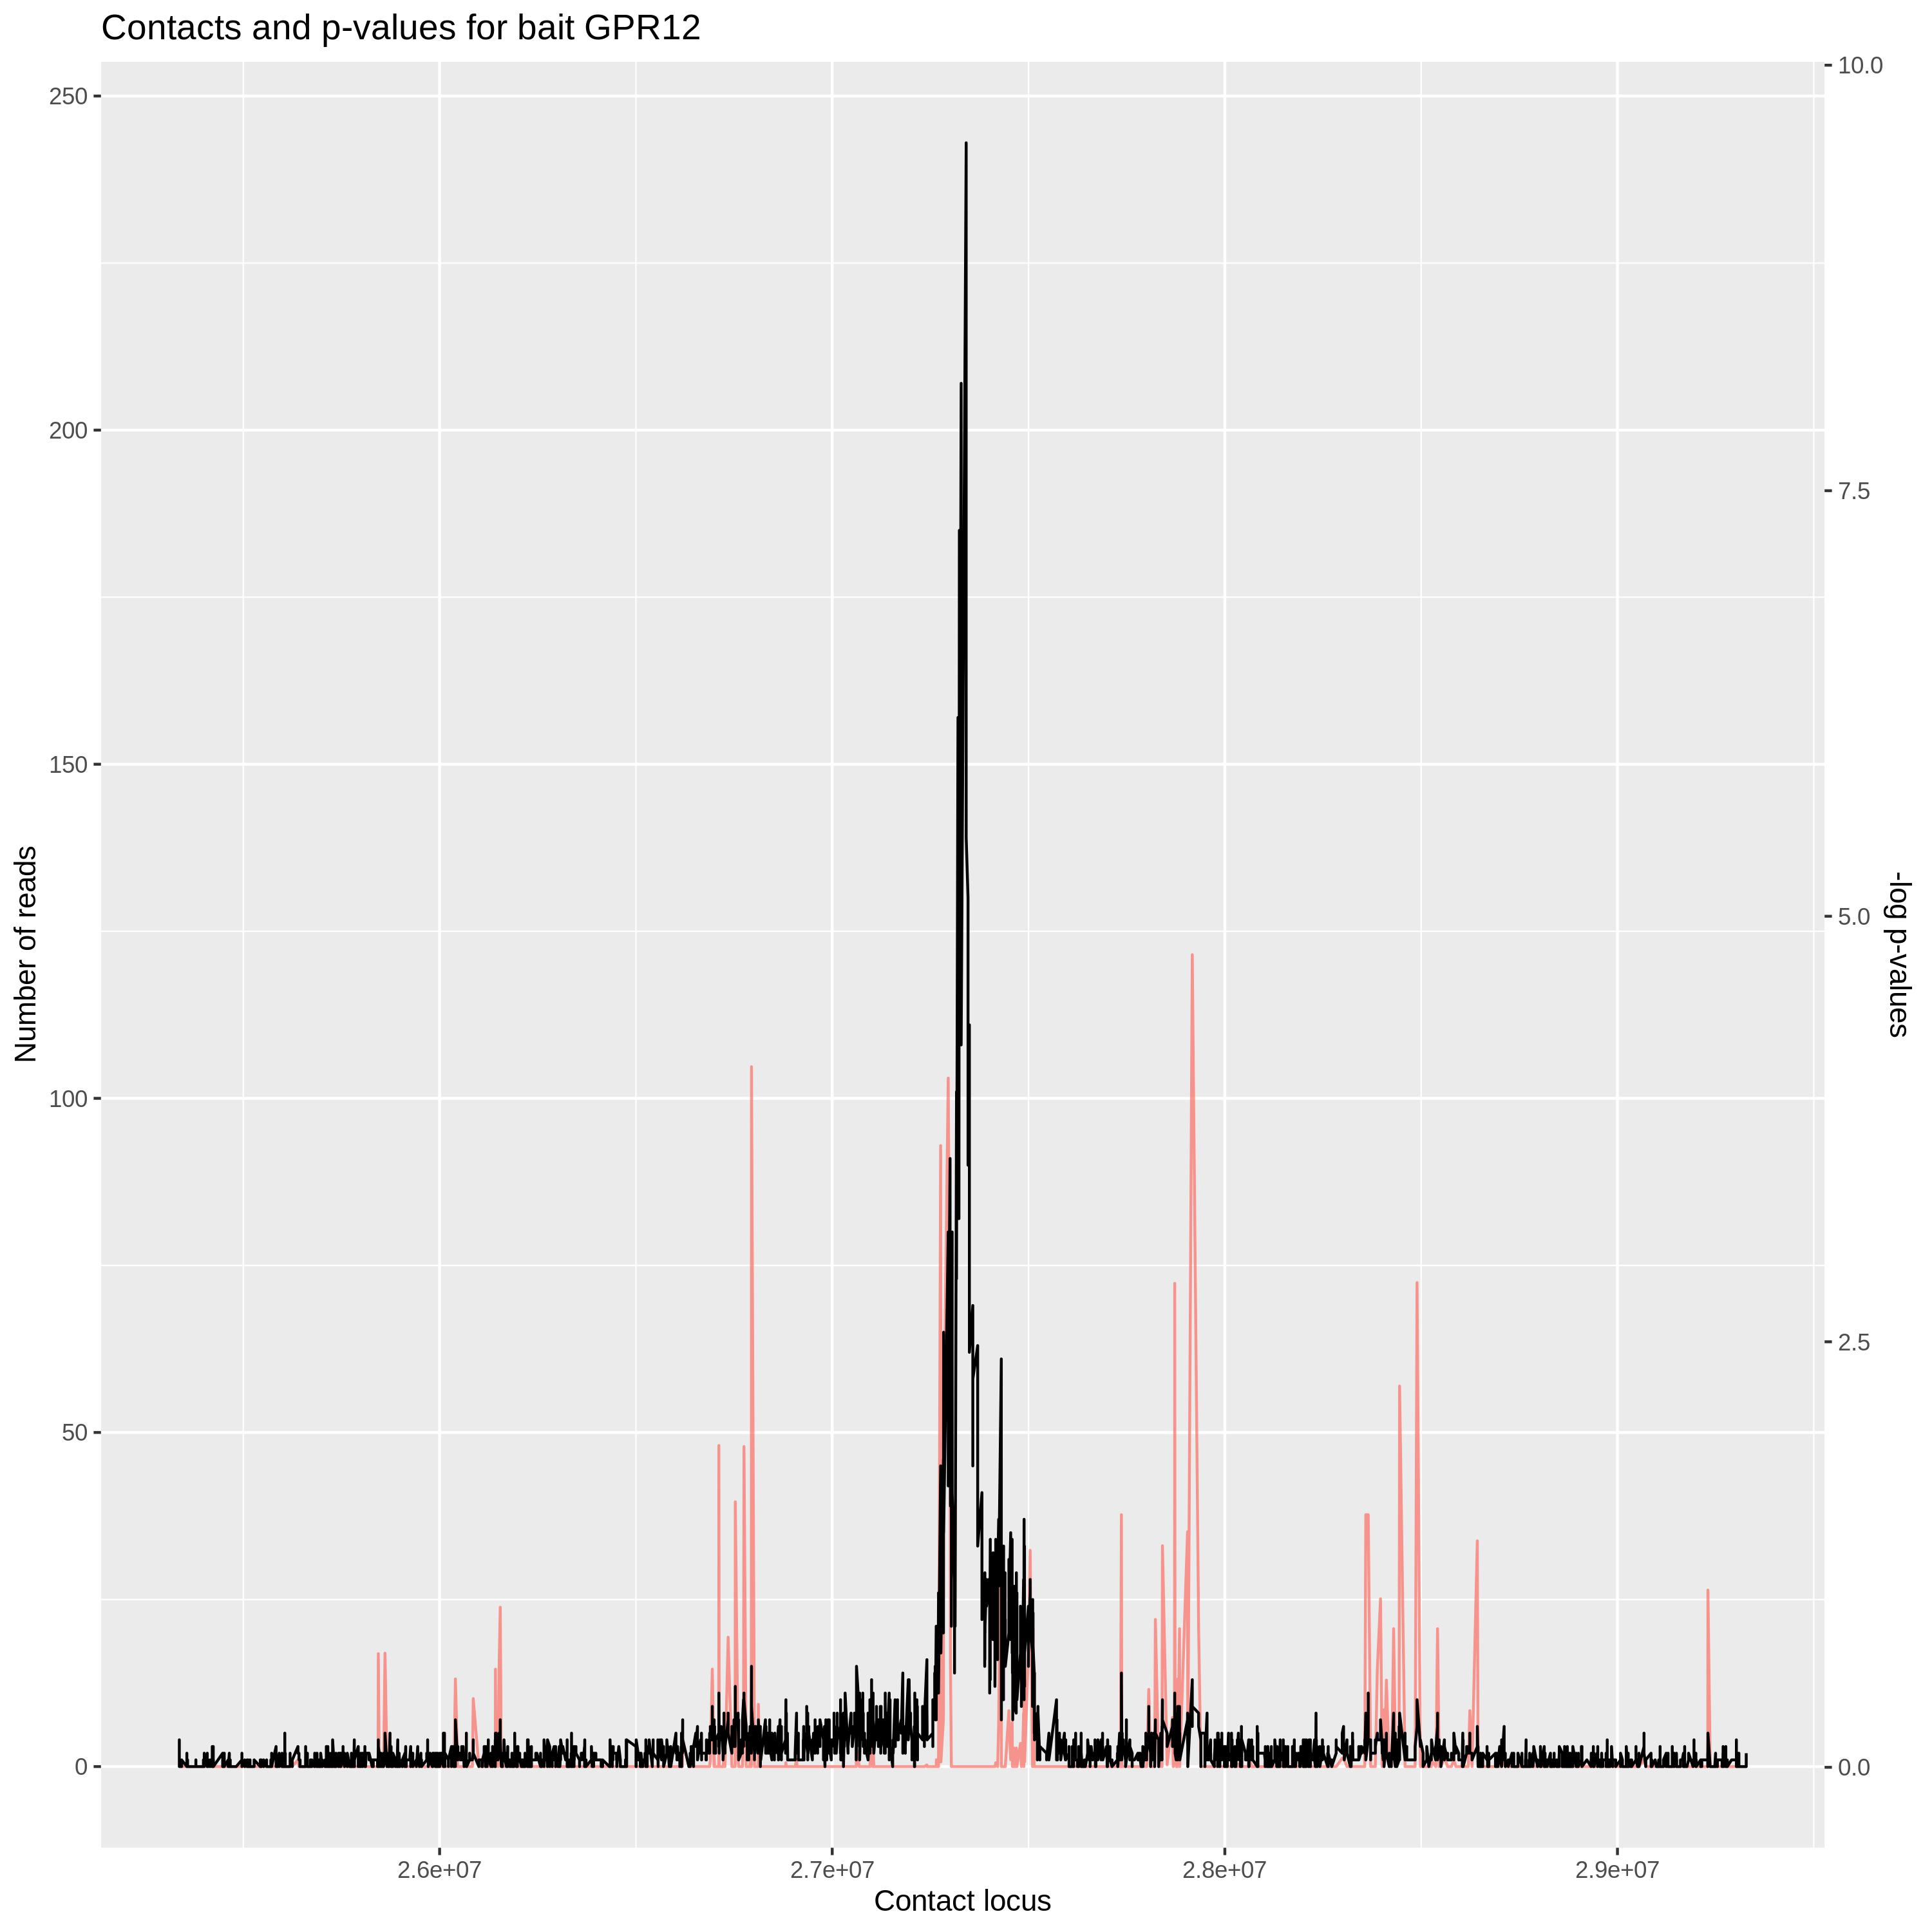 Contacts and p-values for bait GPR12
250
200
150
100
50
0
Number of reads
10.0
7.5
5.0
2.5
0.0
-log p-values
2.6e+07 2.7e+07 2.8e+07 2.9e+07
Contact locus